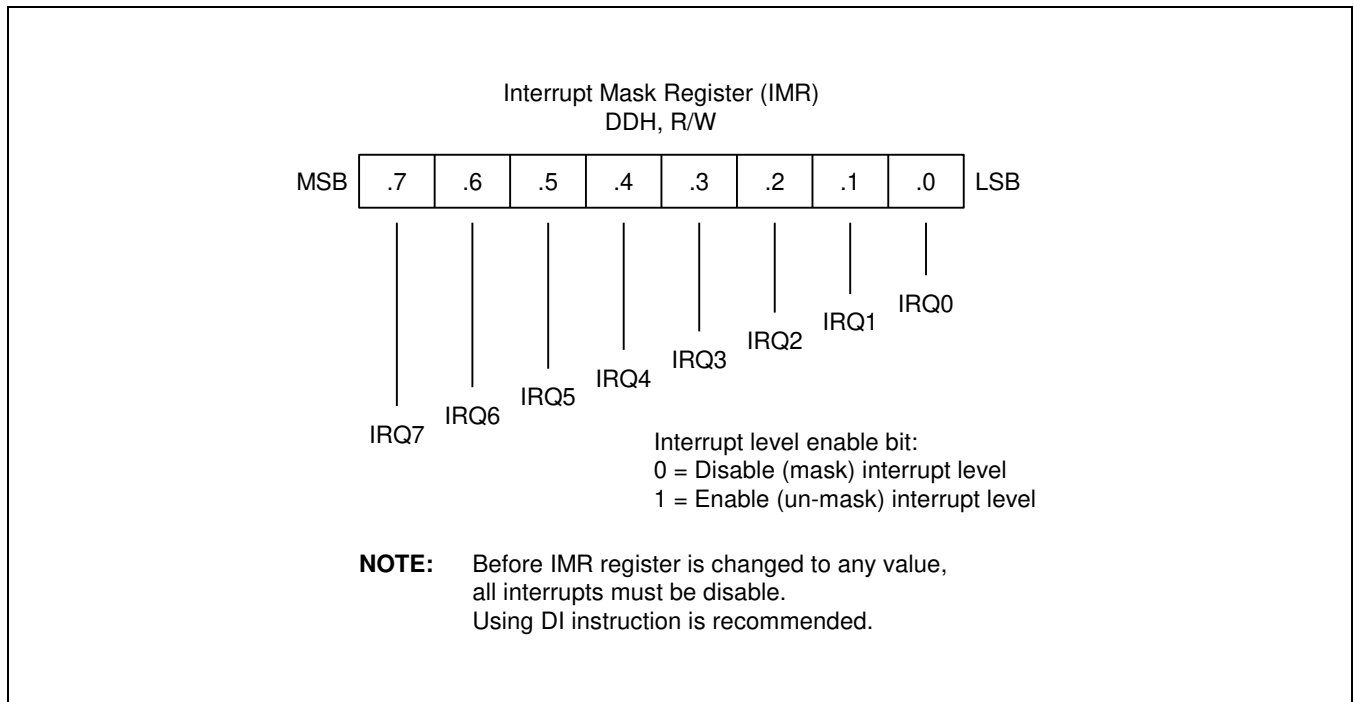 Interrupt Mask Register (IMR)
DDH, R/W
MSB .7 .6 .5 .4 .3 .2 .1 .0 LSB
IRQ7 IRQ6 IRQ5 IRQ4 IRQ3 IRQ2 IRQ1 IRQ0
Interrupt level enable bit:
0 = Disable (mask) interrupt level
1 = Enable (un-mask) interrupt level
NOTE: Before IMR register is changed to any value,
all interrupts must be disable.
Using DI instruction is recommended.